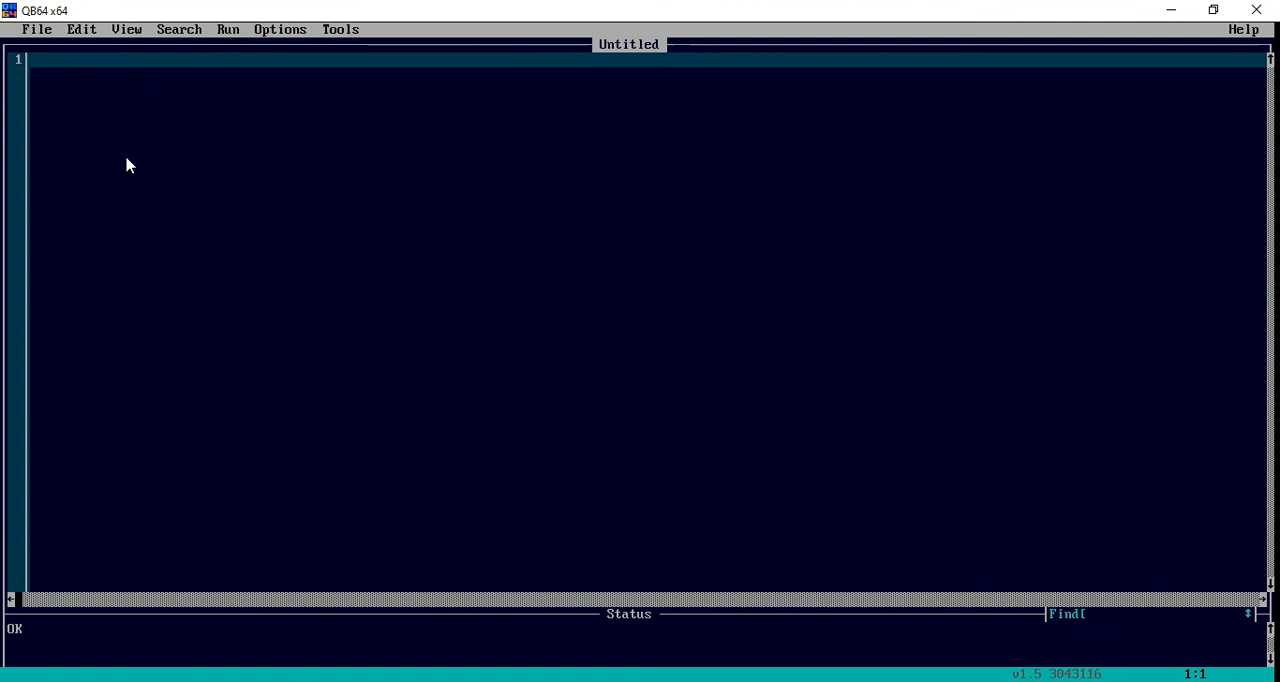 QB64 x64
File Edit View Search Run Options Tools Help
Untitled
1
Status Find[
OK
v1.5 3043116 1:1